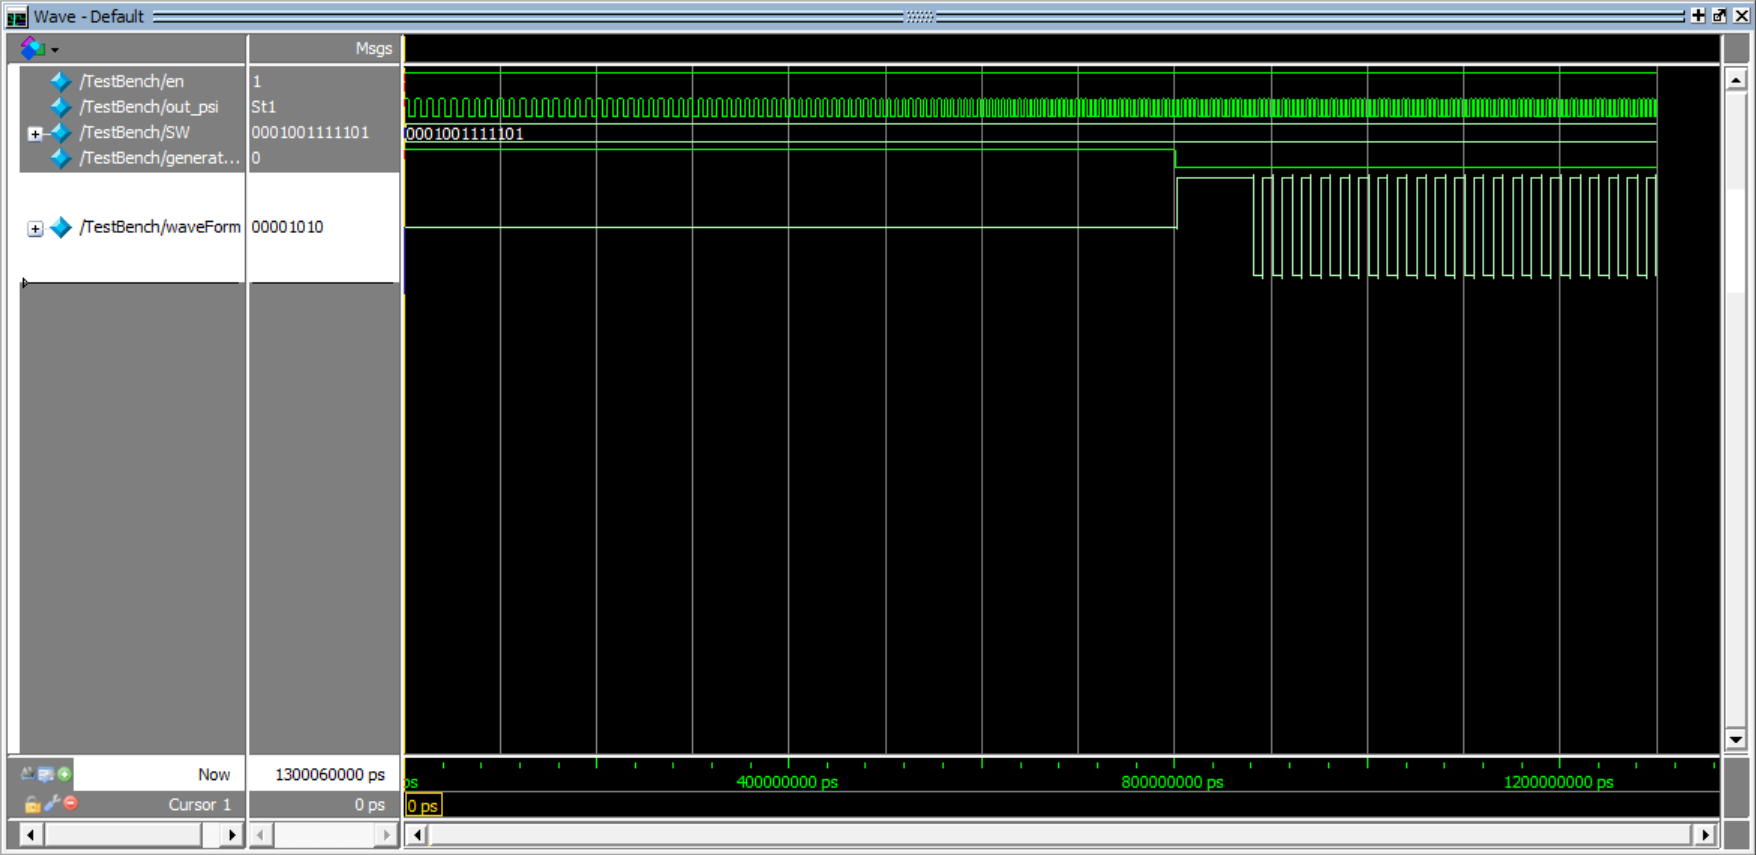 Wave - Default
Msgs
/TestBench/en 1
/TestBench/out_psi St1
/TestBench/SW 0001001111101 0001001111101
/TestBench/generat... 0
/TestBench/waveForm 00001010
Now 1300060000 ps ps 400000000 ps 800000000 ps 1200000000 ps
Cursor 1 0 ps 0 ps